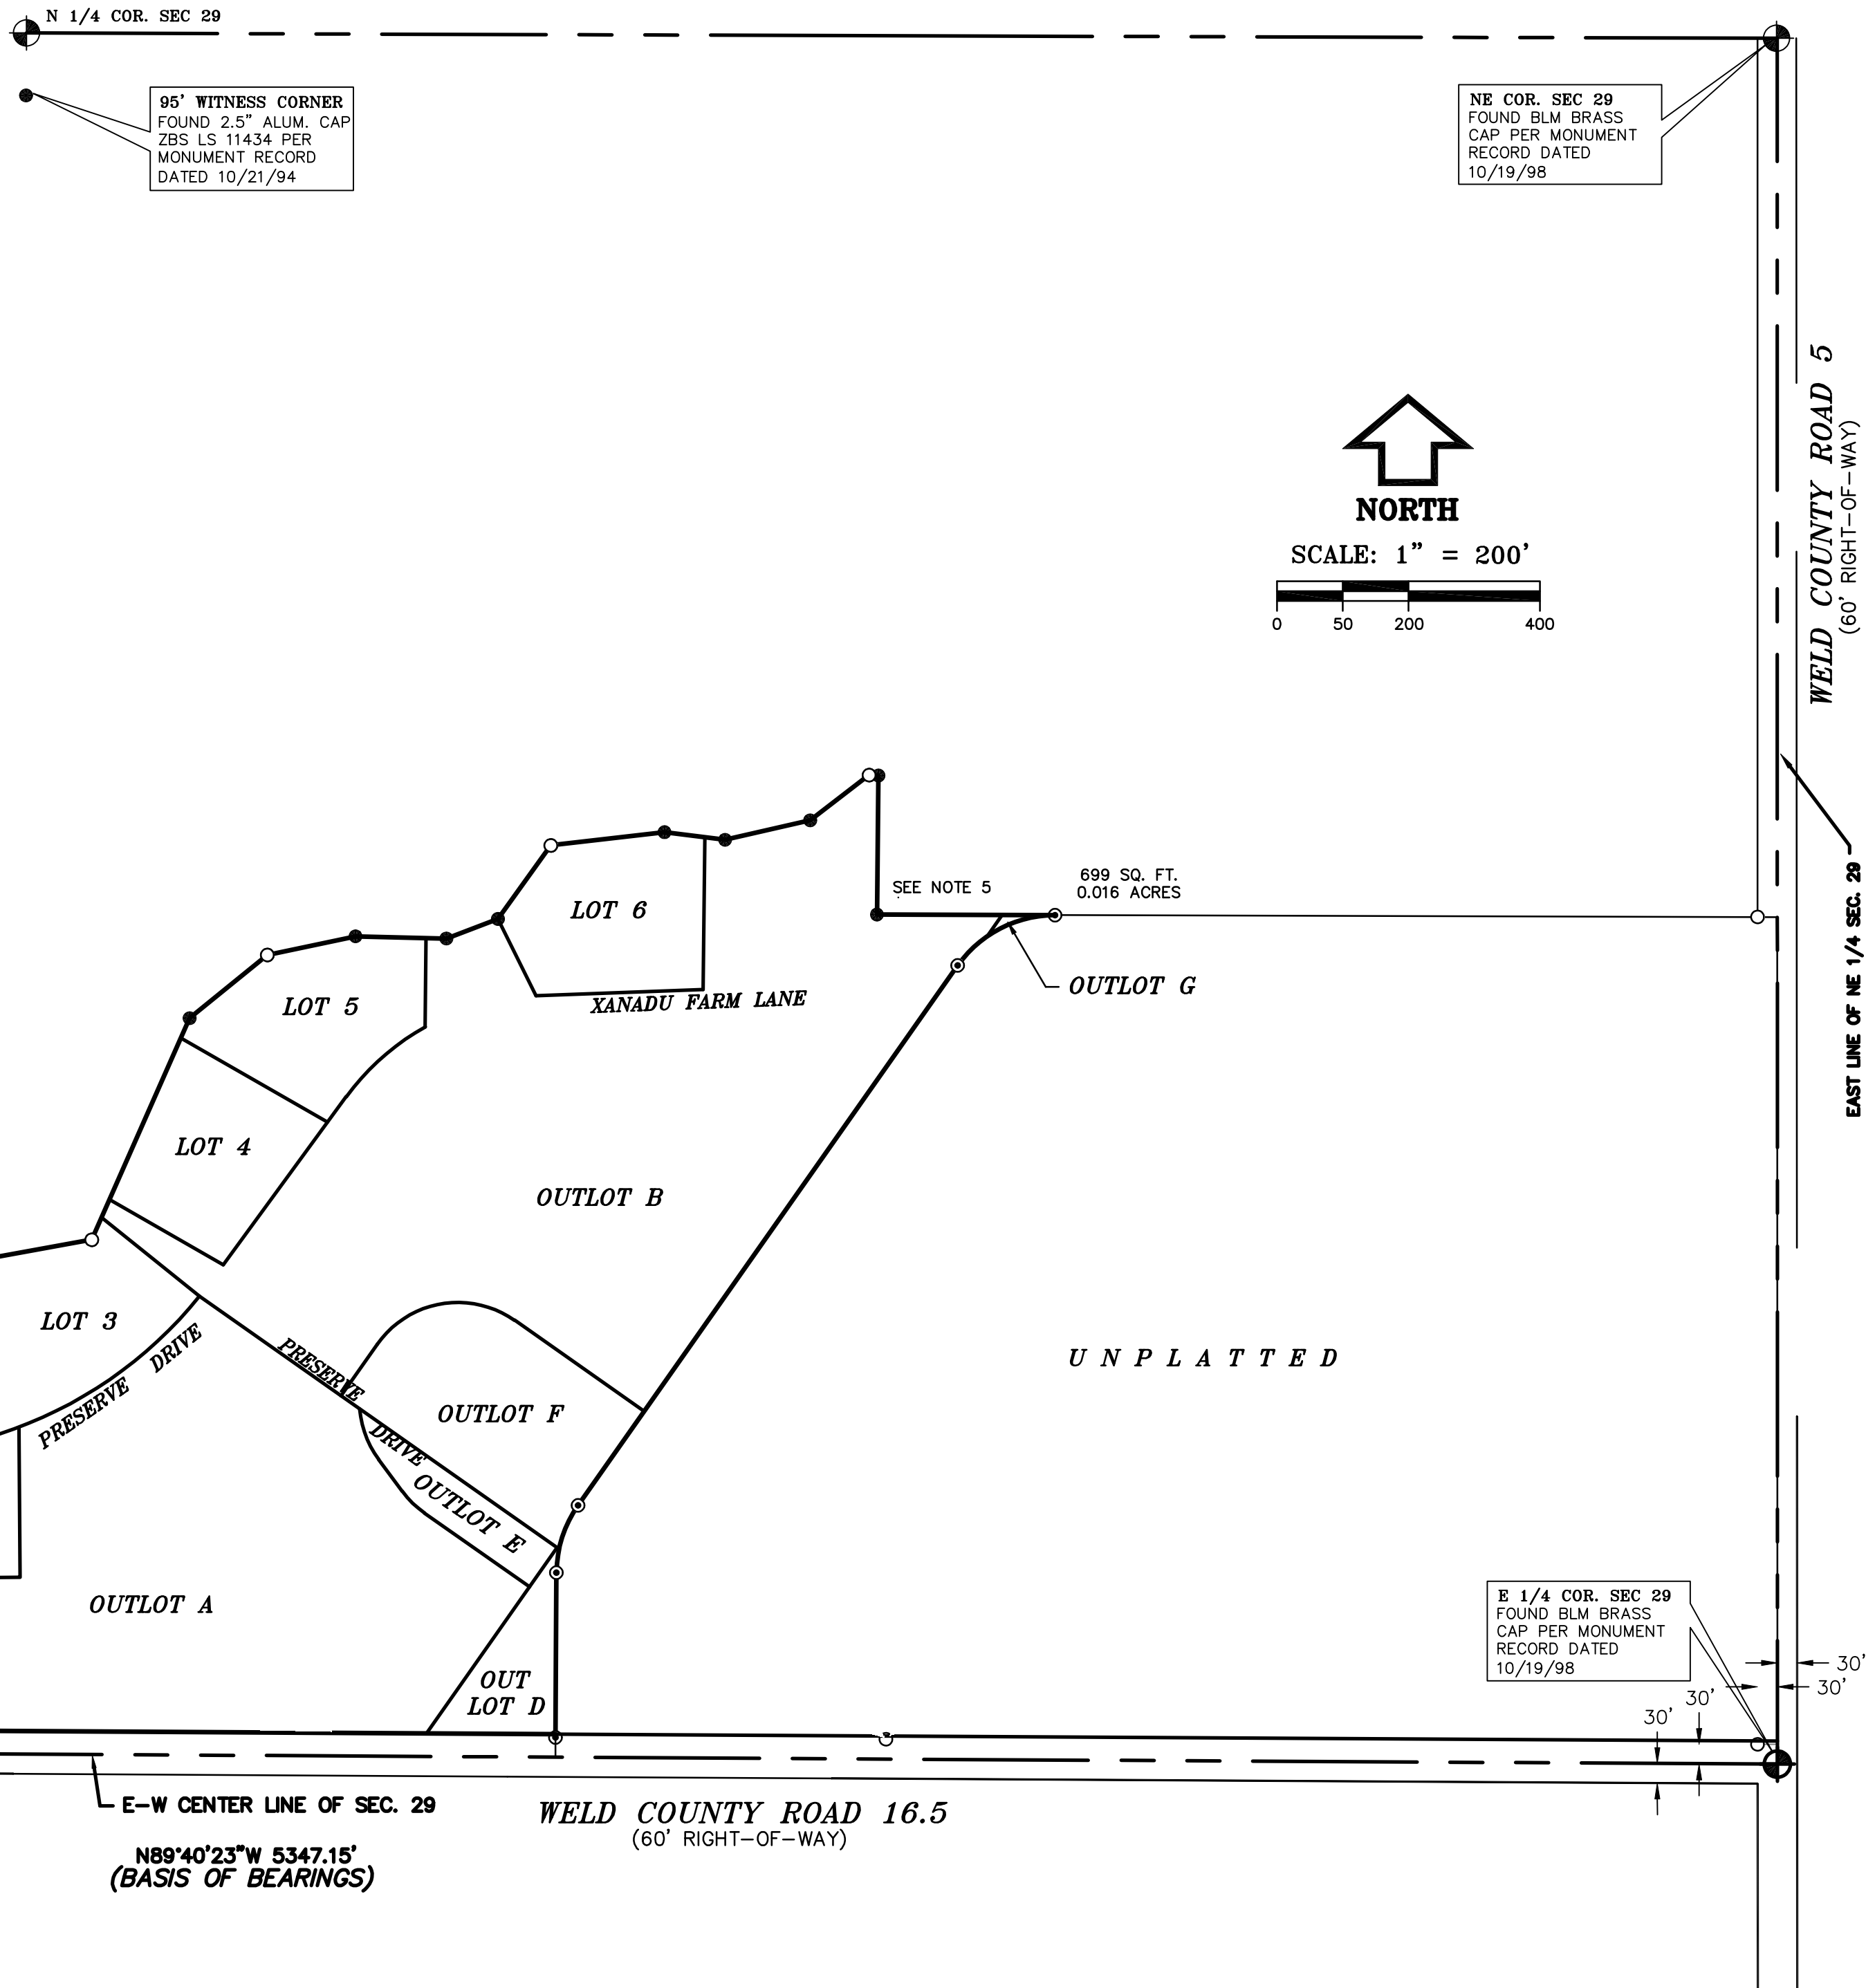 N 1/4 COR. SEC 29
95' WITNESS CORNER
FOUND 2.5" ALUM. CAP
ZBS LS 11434 PER
MONUMENT RECORD
DATED 10/21/94
NE COR. SEC 29
FOUND BLM BRASS
CAP PER MONUMENT
RECORD DATED
10/19/98
WELD COUNTY ROAD 5
(60' RIGHT-OF-WAY)
NORTH
SCALE: 1" = 200'
0 50 200 400
EAST LINE OF NE 1/4 SEC. 29
SEE NOTE 5
699 SQ. FT.
0.016 ACRES
LOT 6
OUTLOT G
XANADU FARM LANE
LOT 5
LOT 4
OUTLOT B
LOT 3
PRESERVE DRIVE
PRESERVE DRIVE
UNPLATTED
OUTLOT F
OUTLOT E
OUTLOT A
OUT
LOT D
E 1/4 COR. SEC 29
FOUND BLM BRASS
CAP PER MONUMENT
RECORD DATED
10/19/98
30'
30'
30'
30'
E-W CENTER LINE OF SEC. 29
N89°40'23"W 5347.15'
(BASIS OF BEARINGS)
WELD COUNTY ROAD 16.5
(60' RIGHT-OF-WAY)